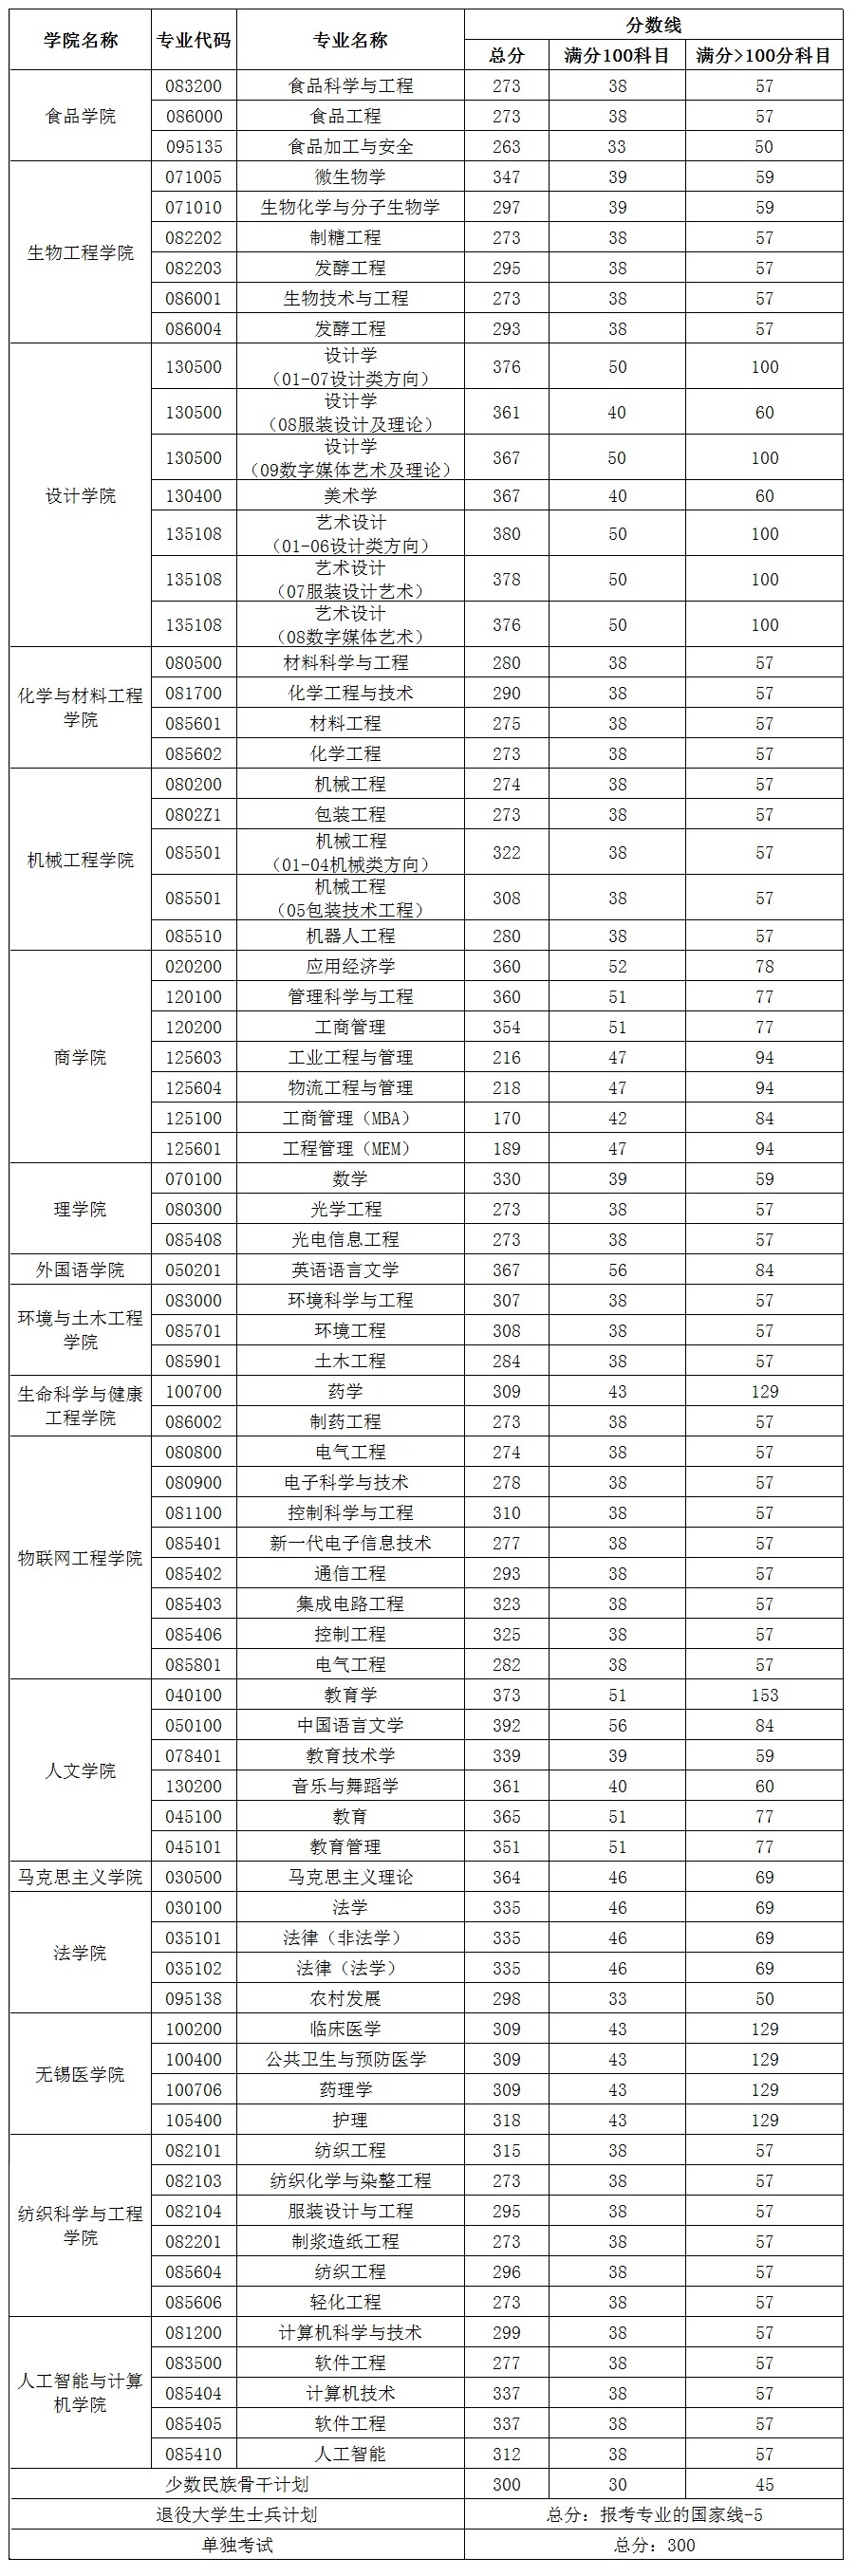 学院名称 专业代码 专业名称 分数线
总分 满分100科目 满分>100分科目
食品学院 083200 食品科学与工程 273 38 57
086000 食品工程 273 38 57
095135 食品加工与安全 263 33 50
生物工程学院 071005 微生物学 347 39 59
071010 生物化学与分子生物学 297 39 59
082202 制糖工程 273 38 57
082203 发酵工程 295 38 57
086001 生物技术与工程 273 38 57
086004 发酵工程 293 38 57
设计学院 130500 设计学
（01-07设计类方向） 376 50 100
130500 设计学
（08服装设计及理论） 361 40 60
130500 设计学
（09数字媒体艺术及理论） 367 50 100
130400 美术学 367 40 60
135108 艺术设计
（01-06设计类方向） 380 50 100
135108 艺术设计
（07服装设计艺术） 378 50 100
135108 艺术设计
（08数字媒体艺术） 376 50 100
化学与材料工程
学院 080500 材料科学与工程 280 38 57
081700 化学工程与技术 290 38 57
085601 材料工程 275 38 57
085602 化学工程 273 38 57
机械工程学院 080200 机械工程 274 38 57
0802Z1 包装工程 273 38 57
085501 机械工程
（01-04机械类方向） 322 38 57
085501 机械工程
（05包装技术工程） 308 38 57
085510 机器人工程 280 38 57
商学院 020200 应用经济学 360 52 78
120100 管理科学与工程 360 51 77
120200 工商管理 354 51 77
125603 工业工程与管理 216 47 94
125604 物流工程与管理 218 47 94
125100 工商管理（MBA） 170 42 84
125601 工程管理（MEM） 189 47 94
理学院 070100 数学 330 39 59
080300 光学工程 273 38 57
085408 光电信息工程 273 38 57
外国语学院 050201 英语语言文学 367 56 84
环境与土木工程
学院 083000 环境科学与工程 307 38 57
085701 环境工程 308 38 57
085901 土木工程 284 38 57
生命科学与健康
工程学院 100700 药学 309 43 129
086002 制药工程 273 38 57
物联网工程学院 080800 电气工程 274 38 57
080900 电子科学与技术 278 38 57
081100 控制科学与工程 310 38 57
085401 新一代电子信息技术 277 38 57
085402 通信工程 293 38 57
085403 集成电路工程 323 38 57
085406 控制工程 325 38 57
085801 电气工程 282 38 57
人文学院 040100 教育学 373 51 153
050100 中国语言文学 392 56 84
078401 教育技术学 339 39 59
130200 音乐与舞蹈学 361 40 60
045100 教育 365 51 77
045101 教育管理 351 51 77
马克思主义学院 030500 马克思主义理论 364 46 69
法学院 030100 法学 335 46 69
035101 法律（非法学） 335 46 69
035102 法律（法学） 335 46 69
095138 农村发展 298 33 50
无锡医学院 100200 临床医学 309 43 129
100400 公共卫生与预防医学 309 43 129
100706 药理学 309 43 129
105400 护理 318 43 129
纺织科学与工程
学院 082101 纺织工程 315 38 57
082103 纺织化学与染整工程 273 38 57
082104 服装设计与工程 295 38 57
082201 制浆造纸工程 273 38 57
085604 纺织工程 296 38 57
085606 轻化工程 273 38 57
人工智能与计算
机学院 081200 计算机科学与技术 299 38 57
083500 软件工程 277 38 57
085404 计算机技术 337 38 57
085405 软件工程 337 38 57
085410 人工智能 312 38 57
少数民族骨干计划 300 30 45
退役大学生士兵计划 总分：报考专业的国家线-5
单独考试 总分：300